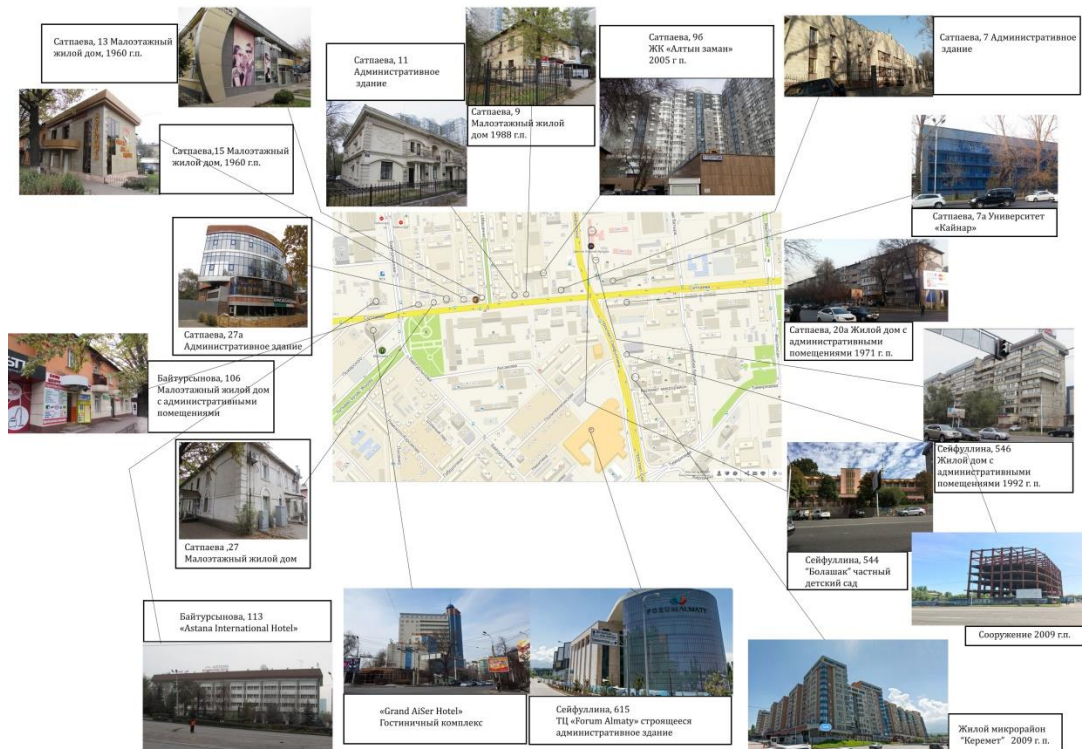 Сатпаева, 13 Малоэтажный
жилой дом, 1960 г.п.
Сатпаева, 11
Административное
здание
Сатпаева, 9
Малоэтажный жилой
дом 1988 г.п.
Сатпаева, 9б
ЖК «Алтын заман»
2005 г п.
Сатпаева, 7 Административное
здание
Сатпаева,15 Малоэтажный
жилой дом, 1960 г.п.
Сатпаева, 7а Университет
«Кайнар»
Сатпаева, 27а
Административное здание
Сатпаева, 20а Жилой дом с
административными
помещениями 1971 г. п.
Байтурсынова, 106
Малоэтажный жилой дом
с административными
помещениями
Сейфуллина, 546
Жилой дом с
административными
помещениями 1992 г. п.
Сатпаева ,27
Малоэтажный жилой дом
Сейфуллина, 544
"Болашак" частный
детский сад
Сооружение 2009 г.п.
Байтурсынова, 113
«Astana International Hotel»
FORUM ALMATY
«Grand AiSer Hotel»
Гостиничный комплекс
Сейфуллина, 615
ТЦ «Forum Almaty» строящееся
административное здание
Жилой микрорайон
"Керемет" 2009 г. п.